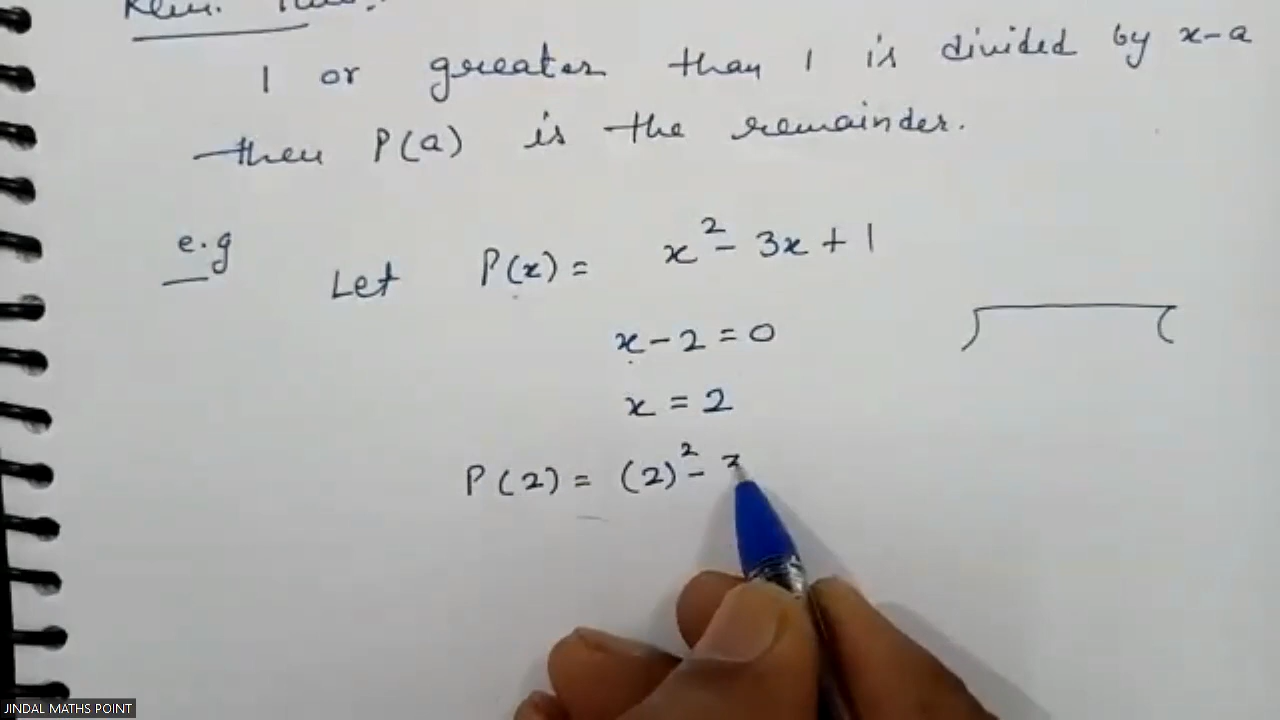 1 or greater than 1 is divided by x-a
then P(a) is the remainder.
e.g Let P(x) = x² - 3x + 1
x - 2 = 0
x = 2
P(2) = (2)² - 3
JINDAL MATHS POINT